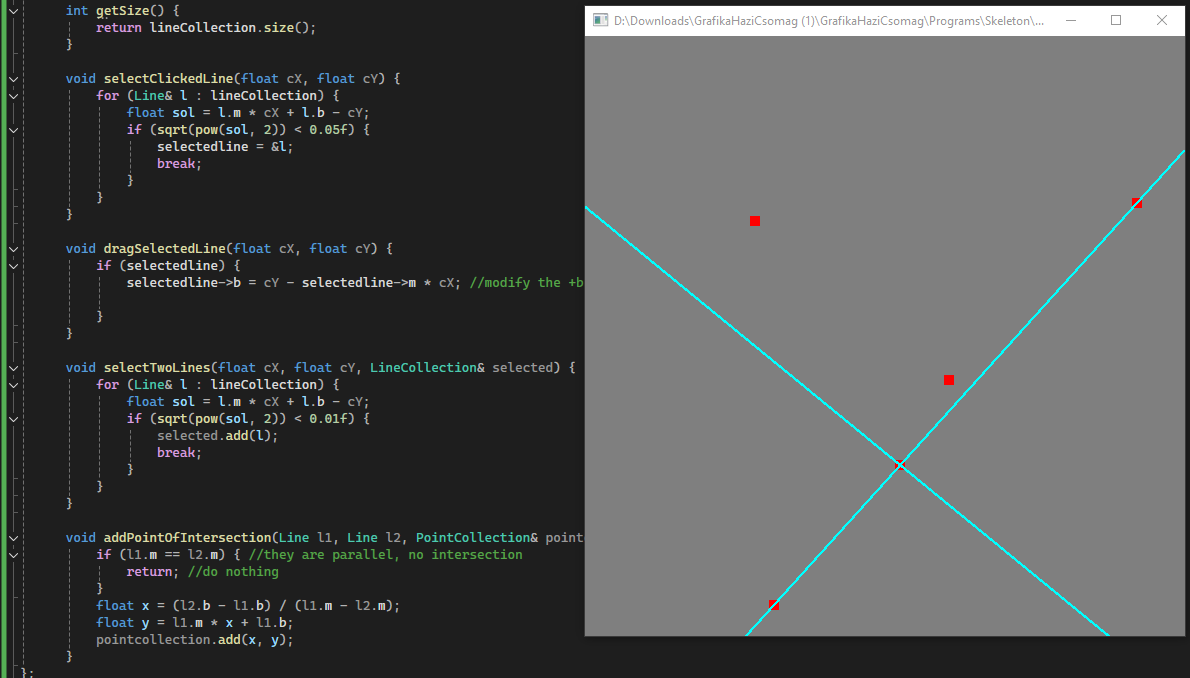 int getSize() {
return lineCollection.size();
}
void selectClickedLine(float cX, float cY) {
for (Line& l : lineCollection) {
float sol = l.m * cX + l.b - cY;
if (sqrt(pow(sol, 2)) < 0.05f) {
selectedline = &l;
break;
}
}
}
void dragSelectedLine(float cX, float cY) {
if (selectedline) {
selectedline->b = cY - selectedline->m * cX; //modify the +b
}
}
void selectTwoLines(float cX, float cY, LineCollection& selected) {
for (Line& l : lineCollection) {
float sol = l.m * cX + l.b - cY;
if (sqrt(pow(sol, 2)) < 0.01f) {
selected.add(l);
break;
}
}
}
void addPointOfIntersection(Line l1, Line l2, PointCollection& point
if (l1.m == l2.m) { //they are parallel, no intersection
return; //do nothing
}
float x = (l2.b - l1.b) / (l1.m - l2.m);
float y = l1.m * x + l1.b;
pointcollection.add(x, y);
}
};
D:\Downloads\GrafikaHaziCsomag (1)\GrafikaHaziCsomag\Programs\Skeleton\...